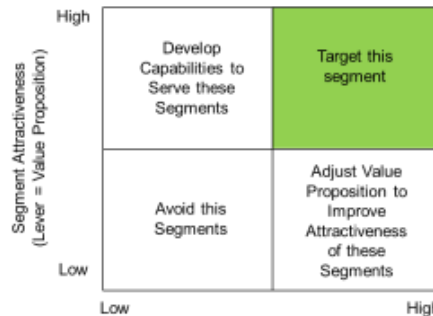 High
Develop
Capabilities to
Serve these
Segments
Target this
segment
Segment Attractiveness
(Lever = Value Proposition)
Avoid this
Segments
Adjust Value
Proposition to
Improve
Attractiveness
of these
Segments
Low
Low
High